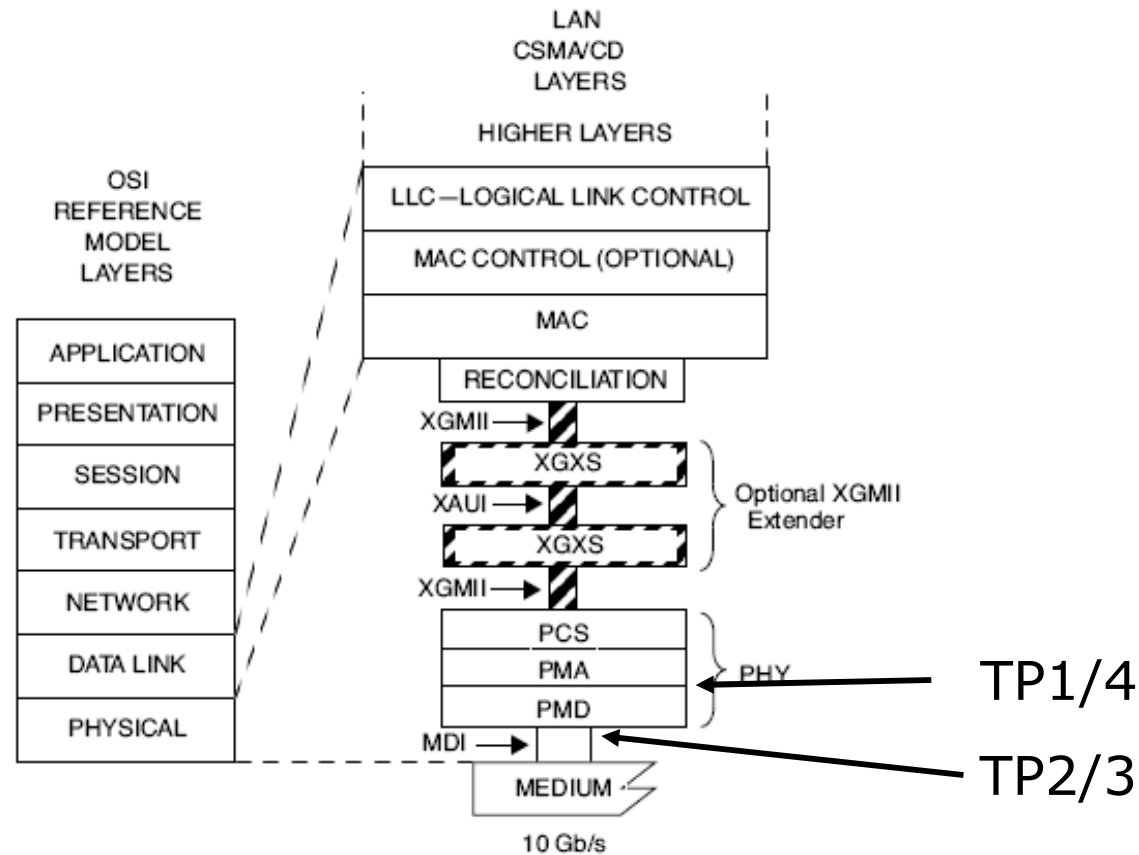 LAN
CSMA/CD
LAYERS
HIGHER LAYERS
OSI
REFERENCE
MODEL
LAYERS
LLC—LOGICAL LINK CONTROL
MAC CONTROL (OPTIONAL)
MAC
APPLICATION
PRESENTATION
SESSION
TRANSPORT
NETWORK
DATA LINK
PHYSICAL
RECONCILIATION
XGMII
XGXS
XAUI
XGXS
Optional XGMII
Extender
XGMII
PCS
PMA
PMD
PHY
TP1/4
MDI
TP2/3
MEDIUM
10 Gb/s